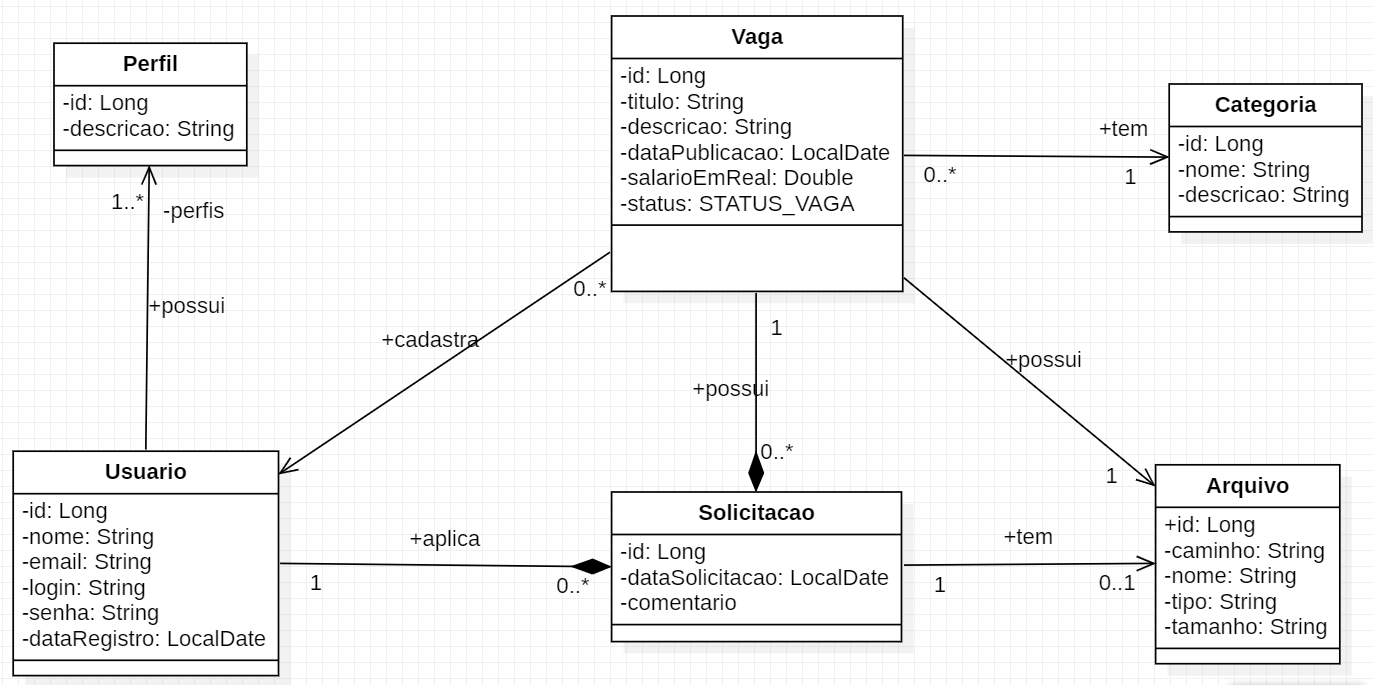 Perfil
-id: Long
-descricao: String
Vaga
-id: Long
-titulo: String
-descricao: String
-dataPublicacao: LocalDate
-salarioEmReal: Double
-status: STATUS_VAGA
Categoria
-id: Long
-nome: String
-descricao: String
+tem
0..*
1
1..*
-perfis
+possui
0..*
+cadastra
1
+possui
0..*
+possui
1
Usuario
-id: Long
-nome: String
-email: String
-login: String
-senha: String
-dataRegistro: LocalDate
+aplica
1
0..*
Solicitacao
-id: Long
-dataSolicitacao: LocalDate
-comentario
+tem
1
0..1
Arquivo
+id: Long
-caminho: String
-nome: String
-tipo: String
-tamanho: String